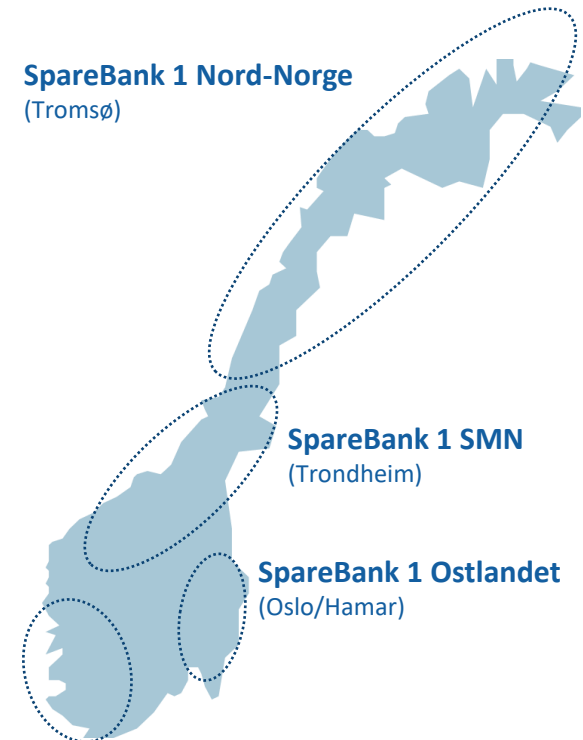 SpareBank 1 Nord-Norge
(Tromsø)
SpareBank 1 SMN
(Trondheim)
SpareBank 1 Ostlandet
(Oslo/Hamar)